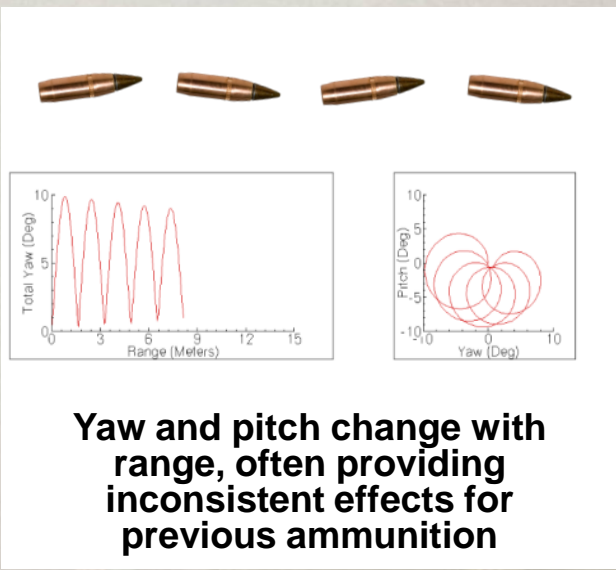 10
5
0
Total Yaw (Deg)
0 3 6 9 12 15
Range (Meters)
10
5
0
-5
-10
Pitch (Deg)
-10 0 10
Yaw (Deg)
Yaw and pitch change with
range, often providing
inconsistent effects for
previous ammunition